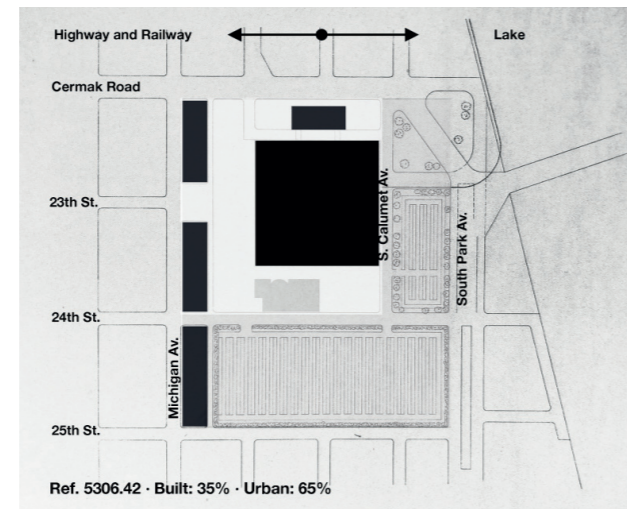 Highway and Railway
Lake
Cermak Road
S. Calumet Av.
23th St.
South Park Av.
24th St.
Michigan Av.
25th St.
Ref. 5306.42 · Built: 35% · Urban: 65%